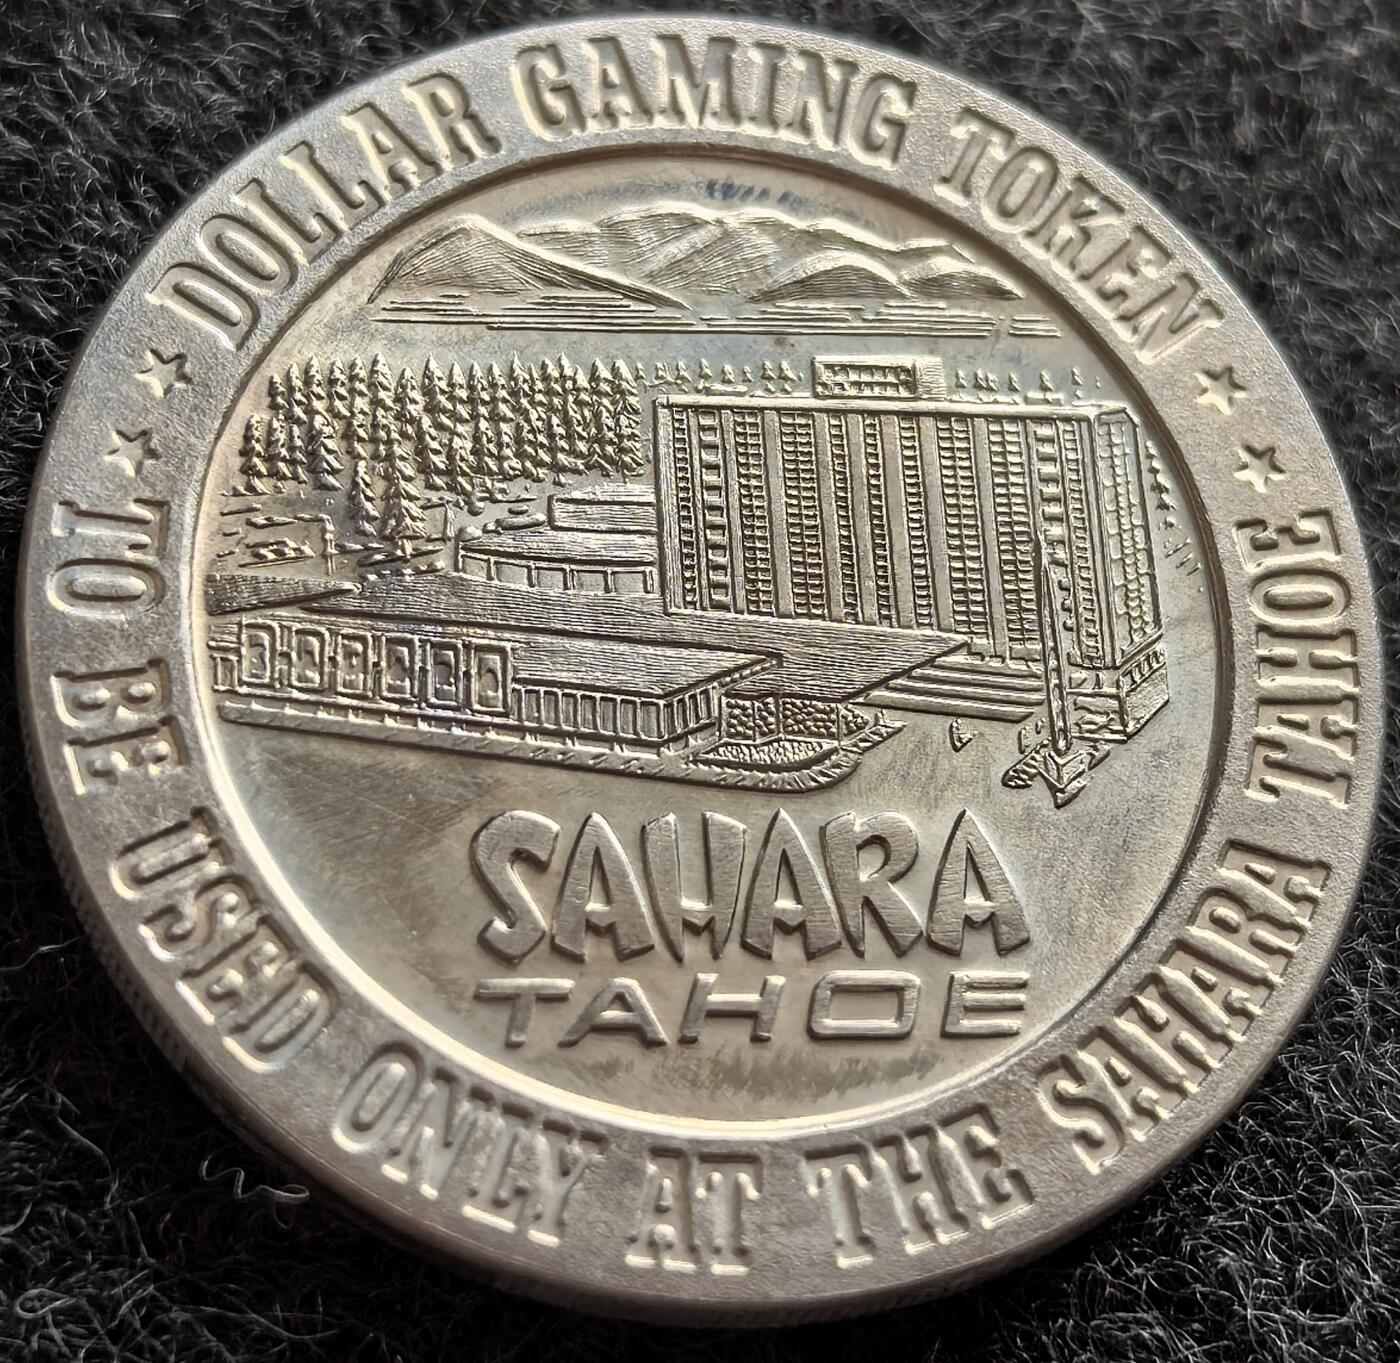 DOLLAR GAMING TOKEN
TO BE USED ONLY AT THE SAHARA TAHOE
SAHARA
TAHOE